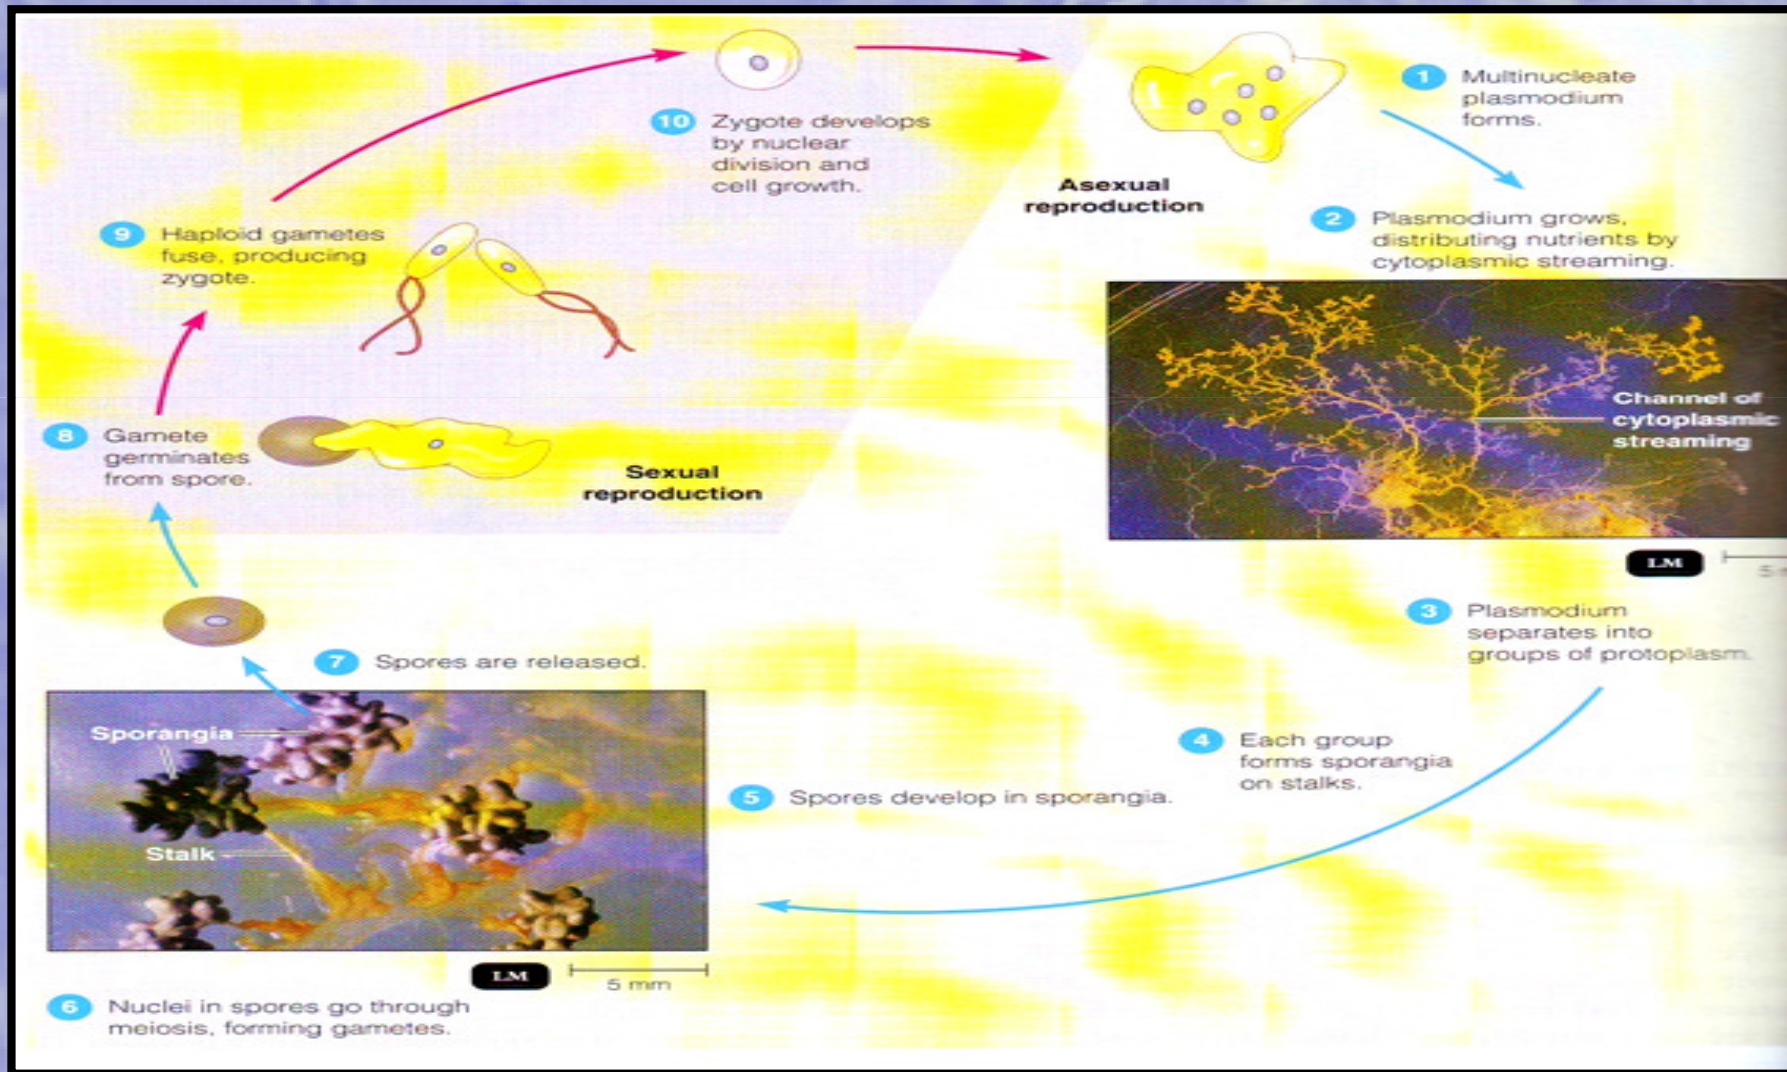 1 Multinucleate
plasmodium
forms.
Asexual
reproduction
2 Plasmodium grows,
distributing nutrients by
cytoplasmic streaming.
Channel of
cytoplasmic
streaming
LM
3 Plasmodium
separates into
groups of protoplasm.
4 Each group
forms sporangia
on stalks.
5 Spores develop in sporangia.
Sporangia
Stalk
LM
5 mm
6 Nuclei in spores go through
meiosis, forming gametes.
7 Spores are released.
8 Gamete
germinates
from spore.
Sexual
reproduction
9 Haploid gametes
fuse, producing
zygote.
10 Zygote develops
by nuclear
division and
cell growth.